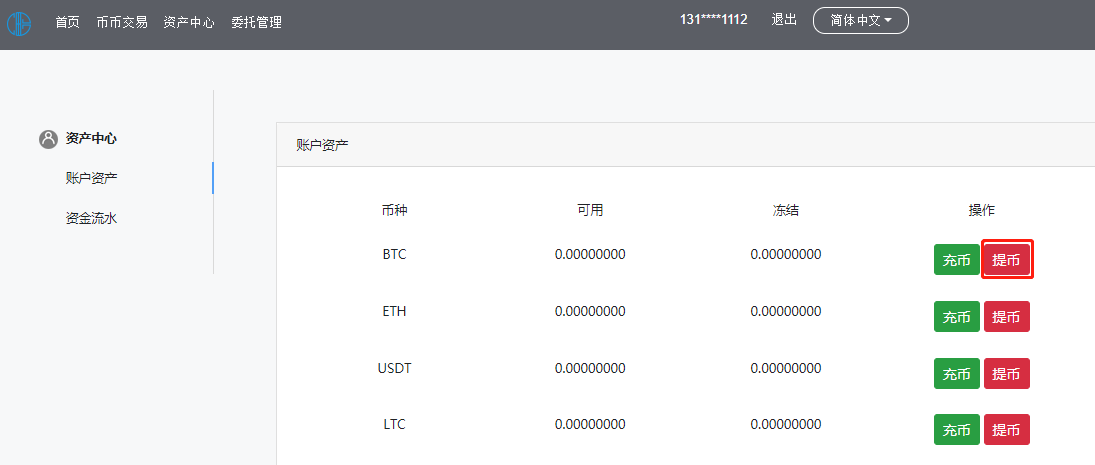 首页 币币交易 资产中心 委托管理 131****1112 退出 简体中文
资产中心
账户资产
资金流水
账户资产
币种 可用 冻结 操作
BTC 0.00000000 0.00000000 充币 提币
ETH 0.00000000 0.00000000 充币 提币
USDT 0.00000000 0.00000000 充币 提币
LTC 0.00000000 0.00000000 充币 提币